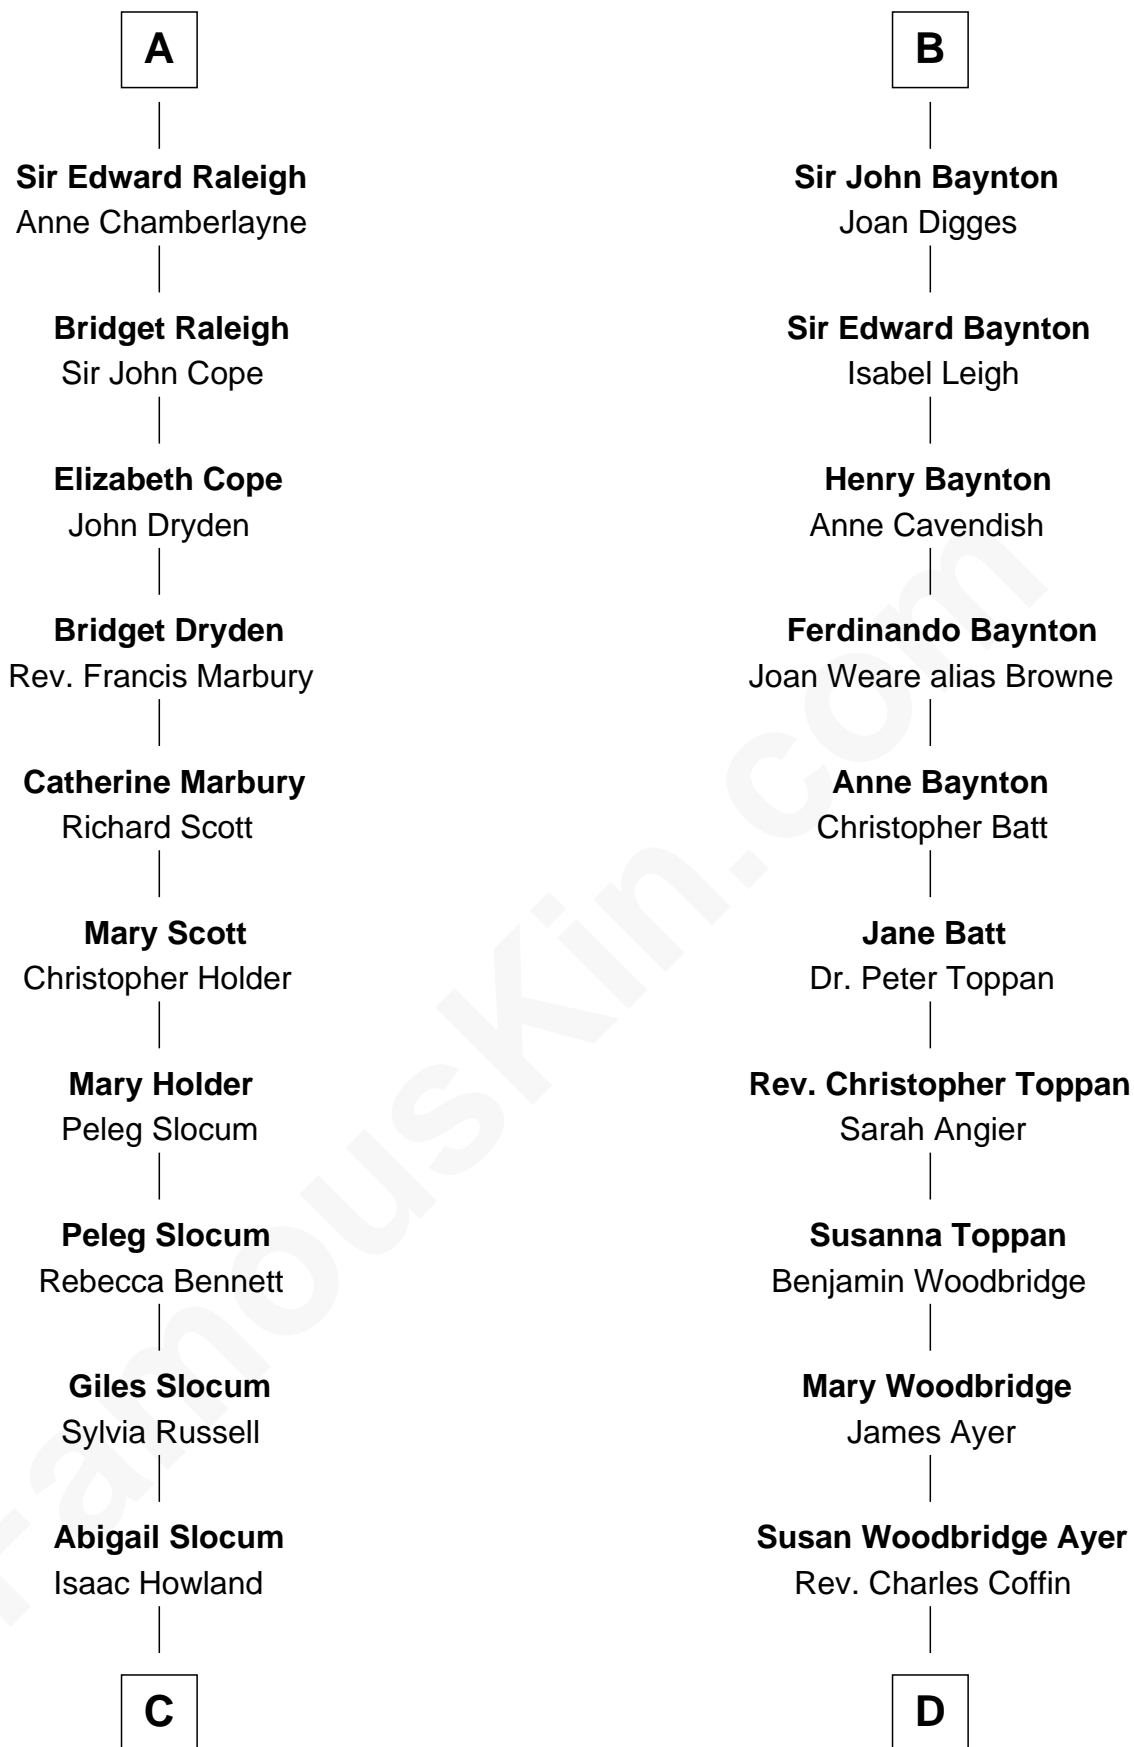 A
Sir Edward Raleigh
Anne Chamberlayne
Bridget Raleigh
Sir John Cope
Elizabeth Cope
John Dryden
Bridget Dryden
Rev. Francis Marbury
Catherine Marbury
Richard Scott
Mary Scott
Christopher Holder
Mary Holder
Peleg Slocum
Peleg Slocum
Rebecca Bennett
Giles Slocum
Sylvia Russell
Abigail Slocum
Isaac Howland
C
B
Sir John Baynton
Joan Digges
Sir Edward Baynton
Isabel Leigh
Henry Baynton
Anne Cavendish
Ferdinando Baynton
Joan Weare alias Browne
Anne Baynton
Christopher Batt
Jane Batt
Dr. Peter Toppan
Rev. Christopher Toppan
Sarah Angier
Susanna Toppan
Benjamin Woodbridge
Mary Woodbridge
James Ayer
Susan Woodbridge Ayer
Rev. Charles Coffin
D
FamousKin.com